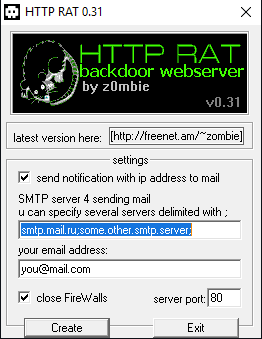 HTTP RAT 0.31
HTTP RAT
backdoor webserver
by z0mbie
v0.31
latest version here: [http://freenet.am/~zombie]
settings
send notification with ip address to mail
SMTP server 4 sending mail
u can specify several servers delimited with ;
smtp.mail.ru;some.other.smtp.server;
your email address:
you@mail.com
close FireWalls server port: 80
Create Exit